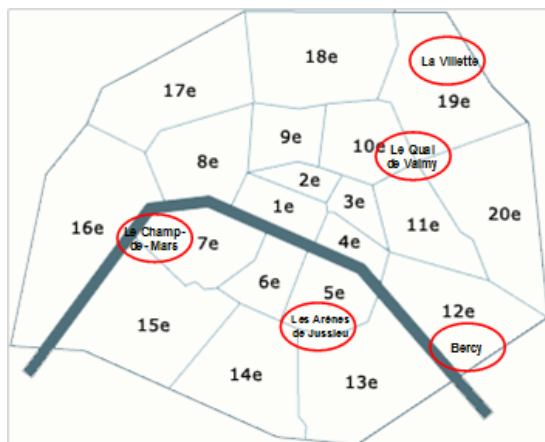 18e
La Villette
17e
19e
9e
10e
Le Quai
de Valmy
8e
2e
3e
1e
20e
16e
Le Champ-
de-Mars
7e
11e
4e
6e
5e
12e
Les Arènes
de Jussieu
15e
Bercy
14e
13e